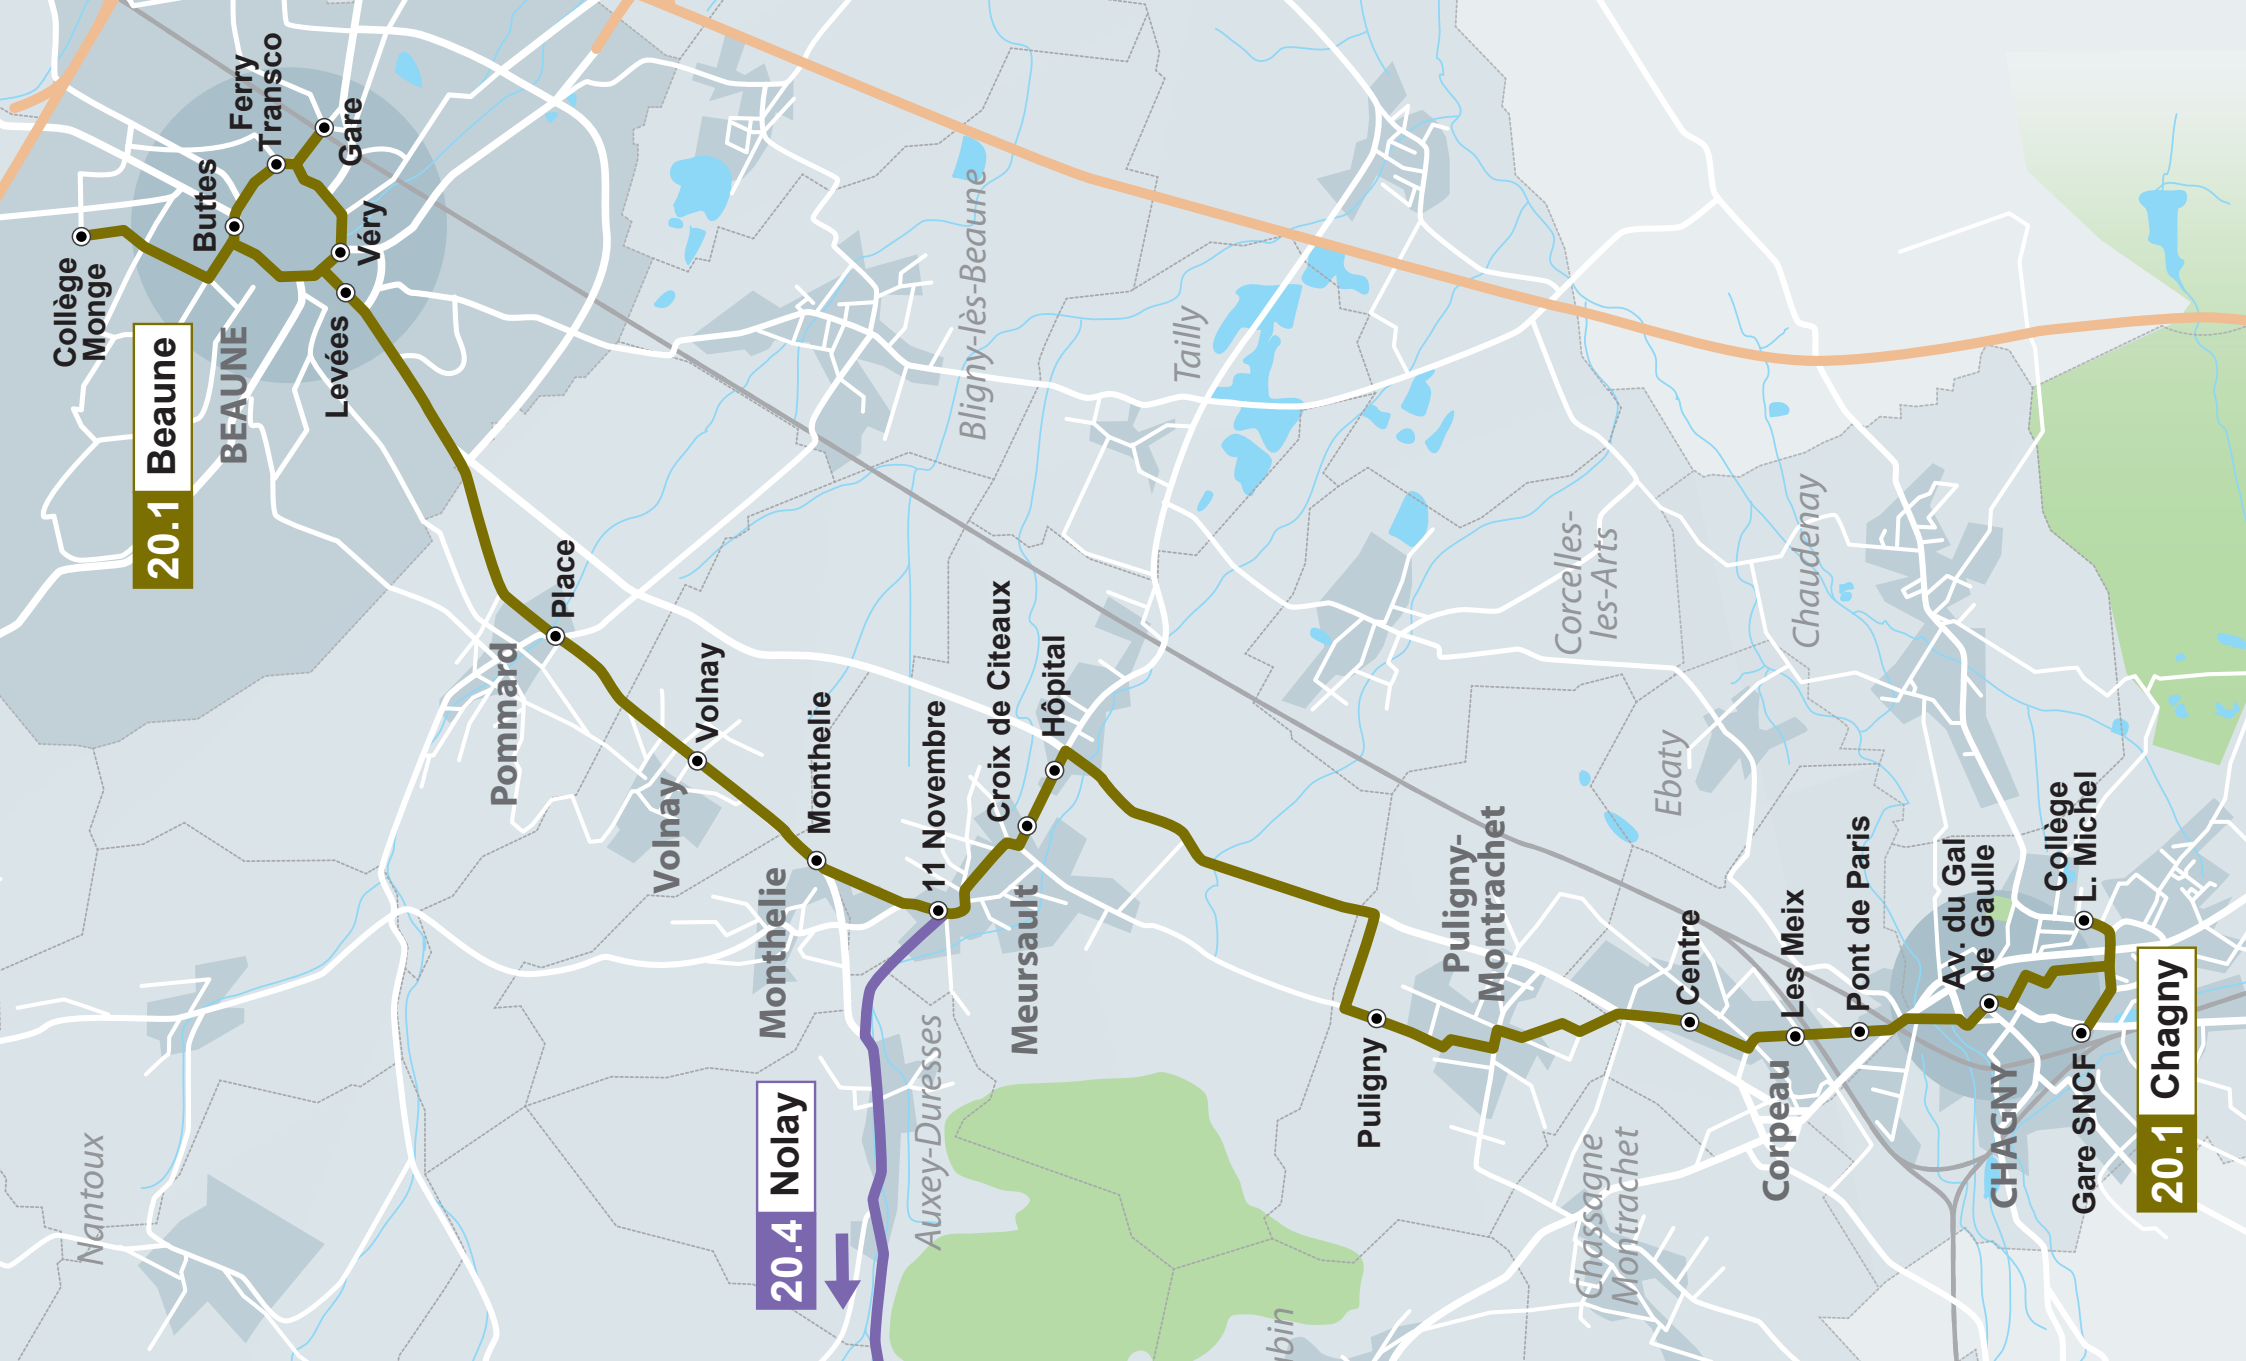 Ferry
Transco
Gare
Buttes
Véry
Collège
Monge
Levées
20.1 Beaune
BEAUNE
Place
Pommard
Volnay
Volnay
Monthelie
Monthelie
11 Novembre
Croix de Citeaux
Hôpital
Meursault
Bligny-lès-Beaune
Tailly
Nantoux
20.4 Nolay
Auxey-Duresses
Puligny-
Montrachet
Puligny
Corcelles-
les-Arts
Ebaty
Chaudenay
Centre
Les Meix
Pont de Paris
Corpeau
Chassagne
Montrachet
Av. du Gal
de Gaulle
Collège
L. Michel
CHAGNY
Gare SNCF
20.1 Chagny